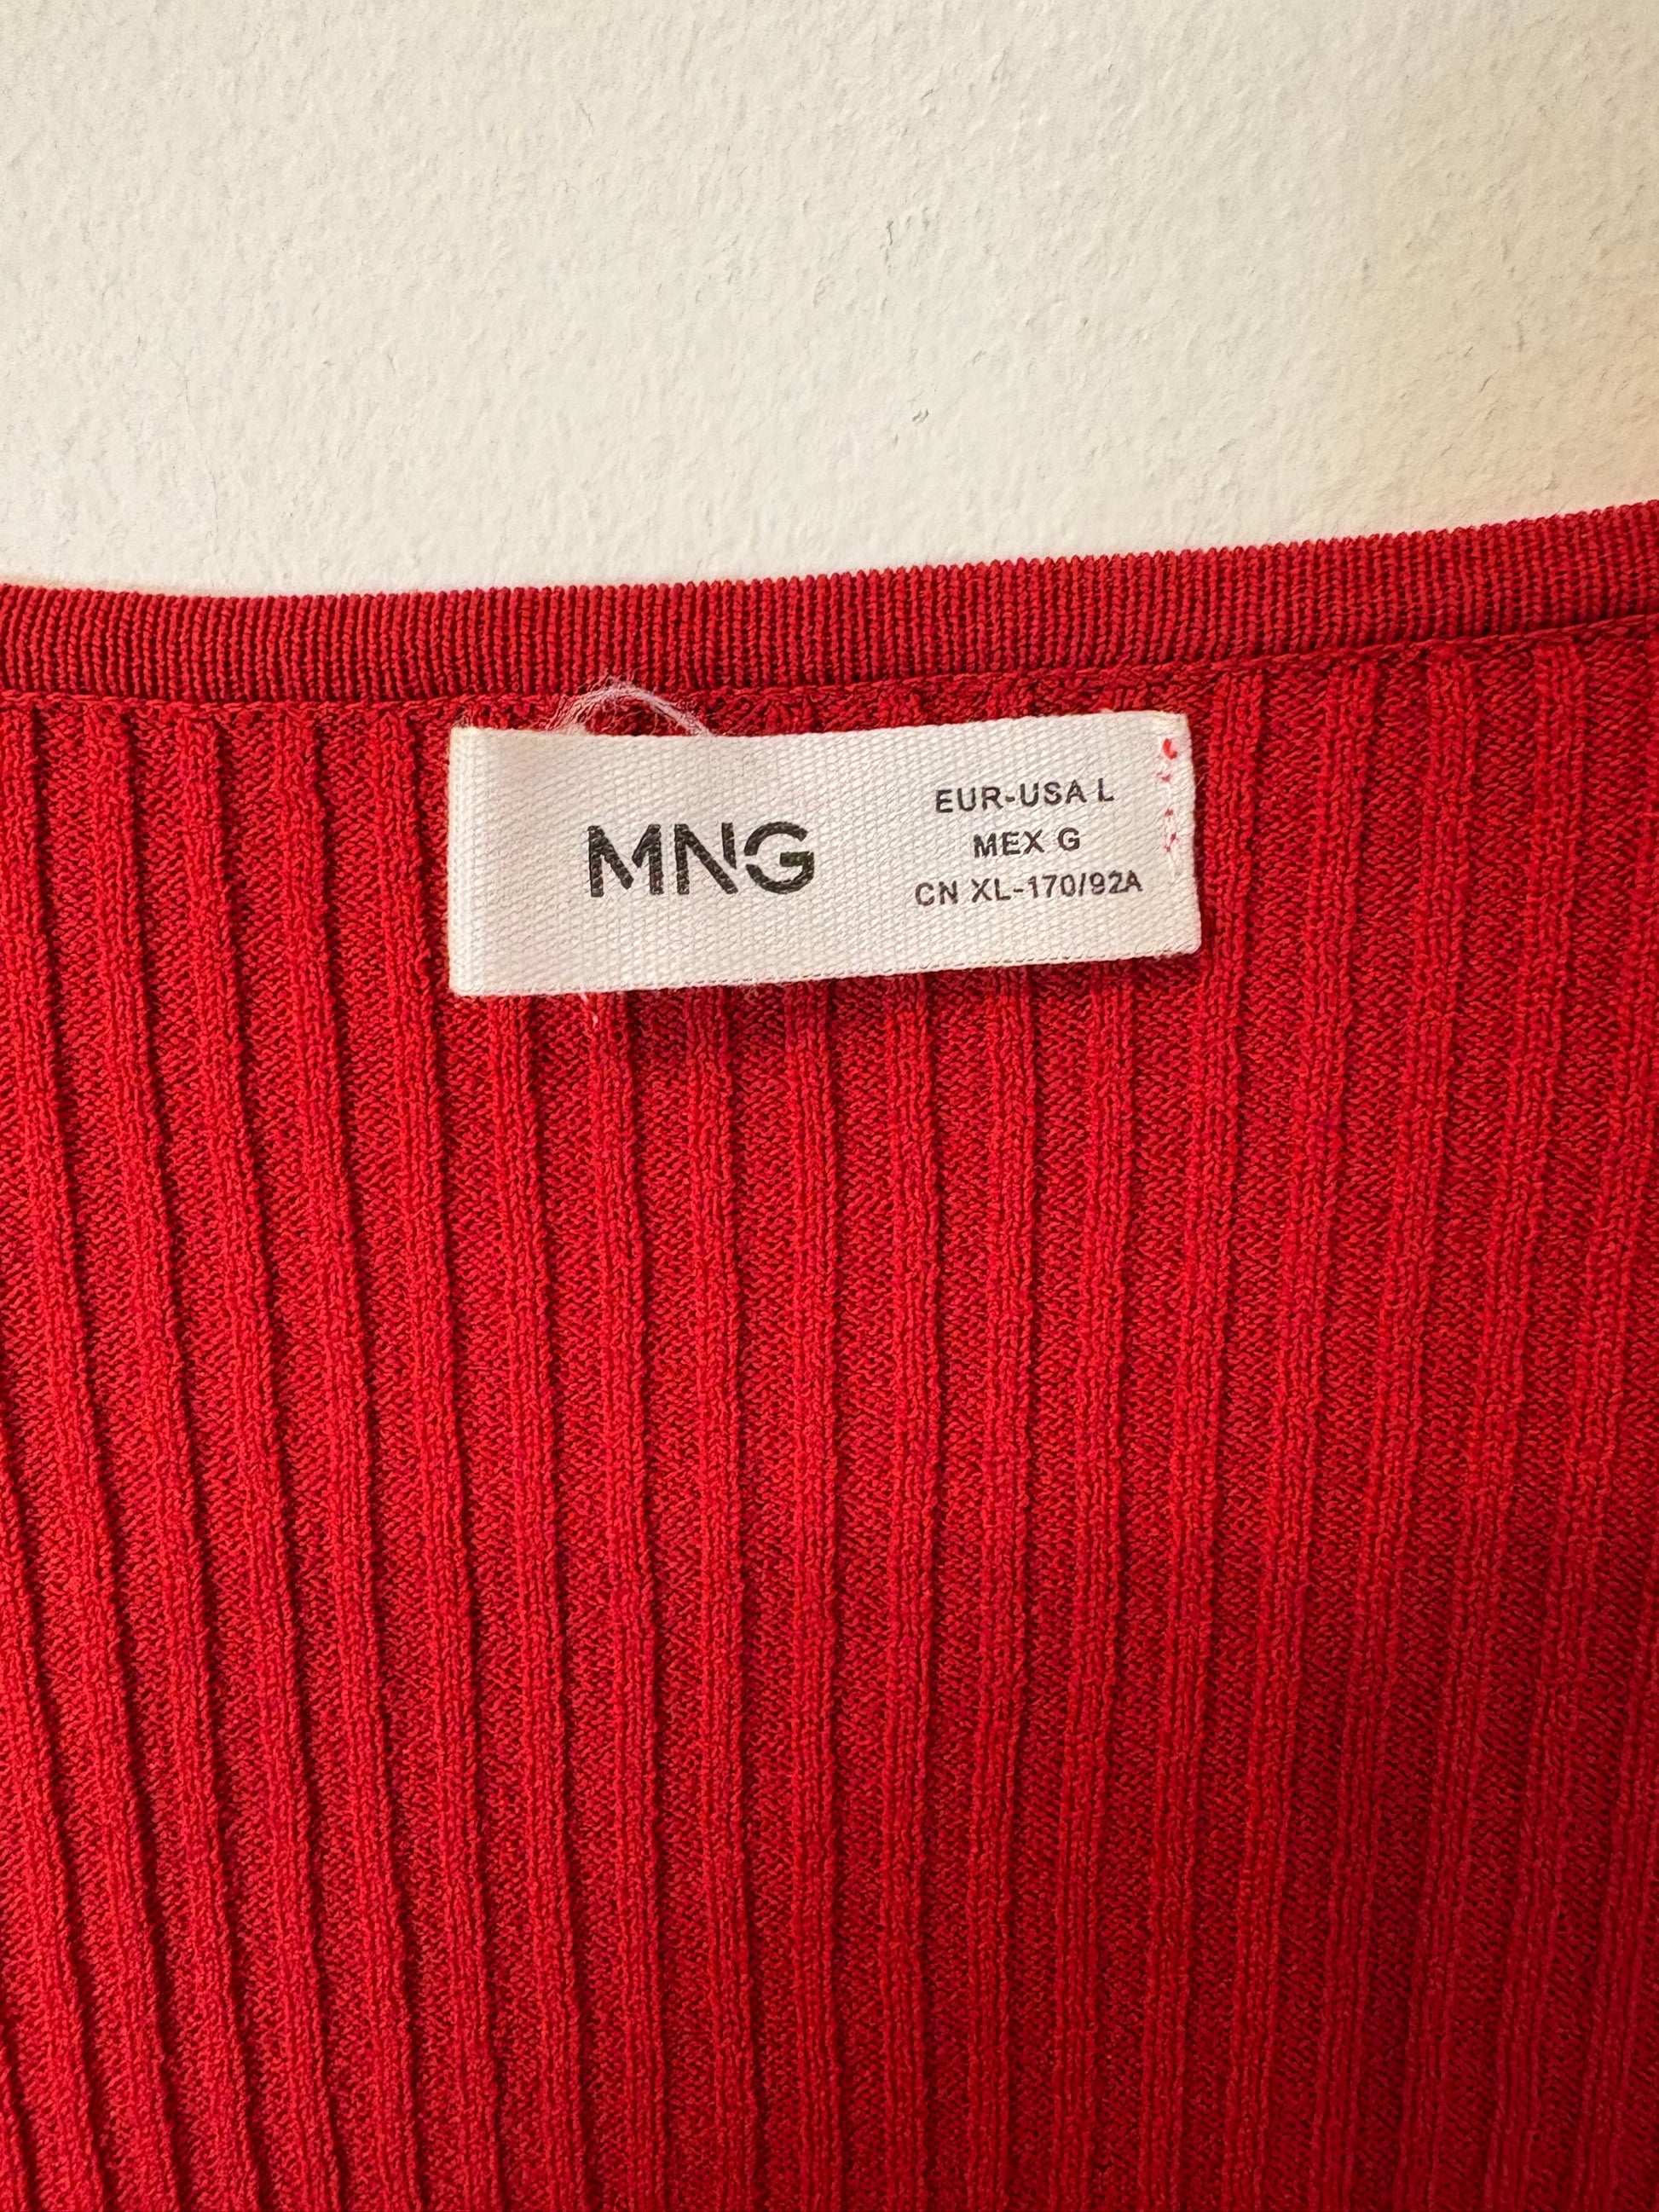 MNG
EUR-USA L
MEX G
CN XL-170/92A